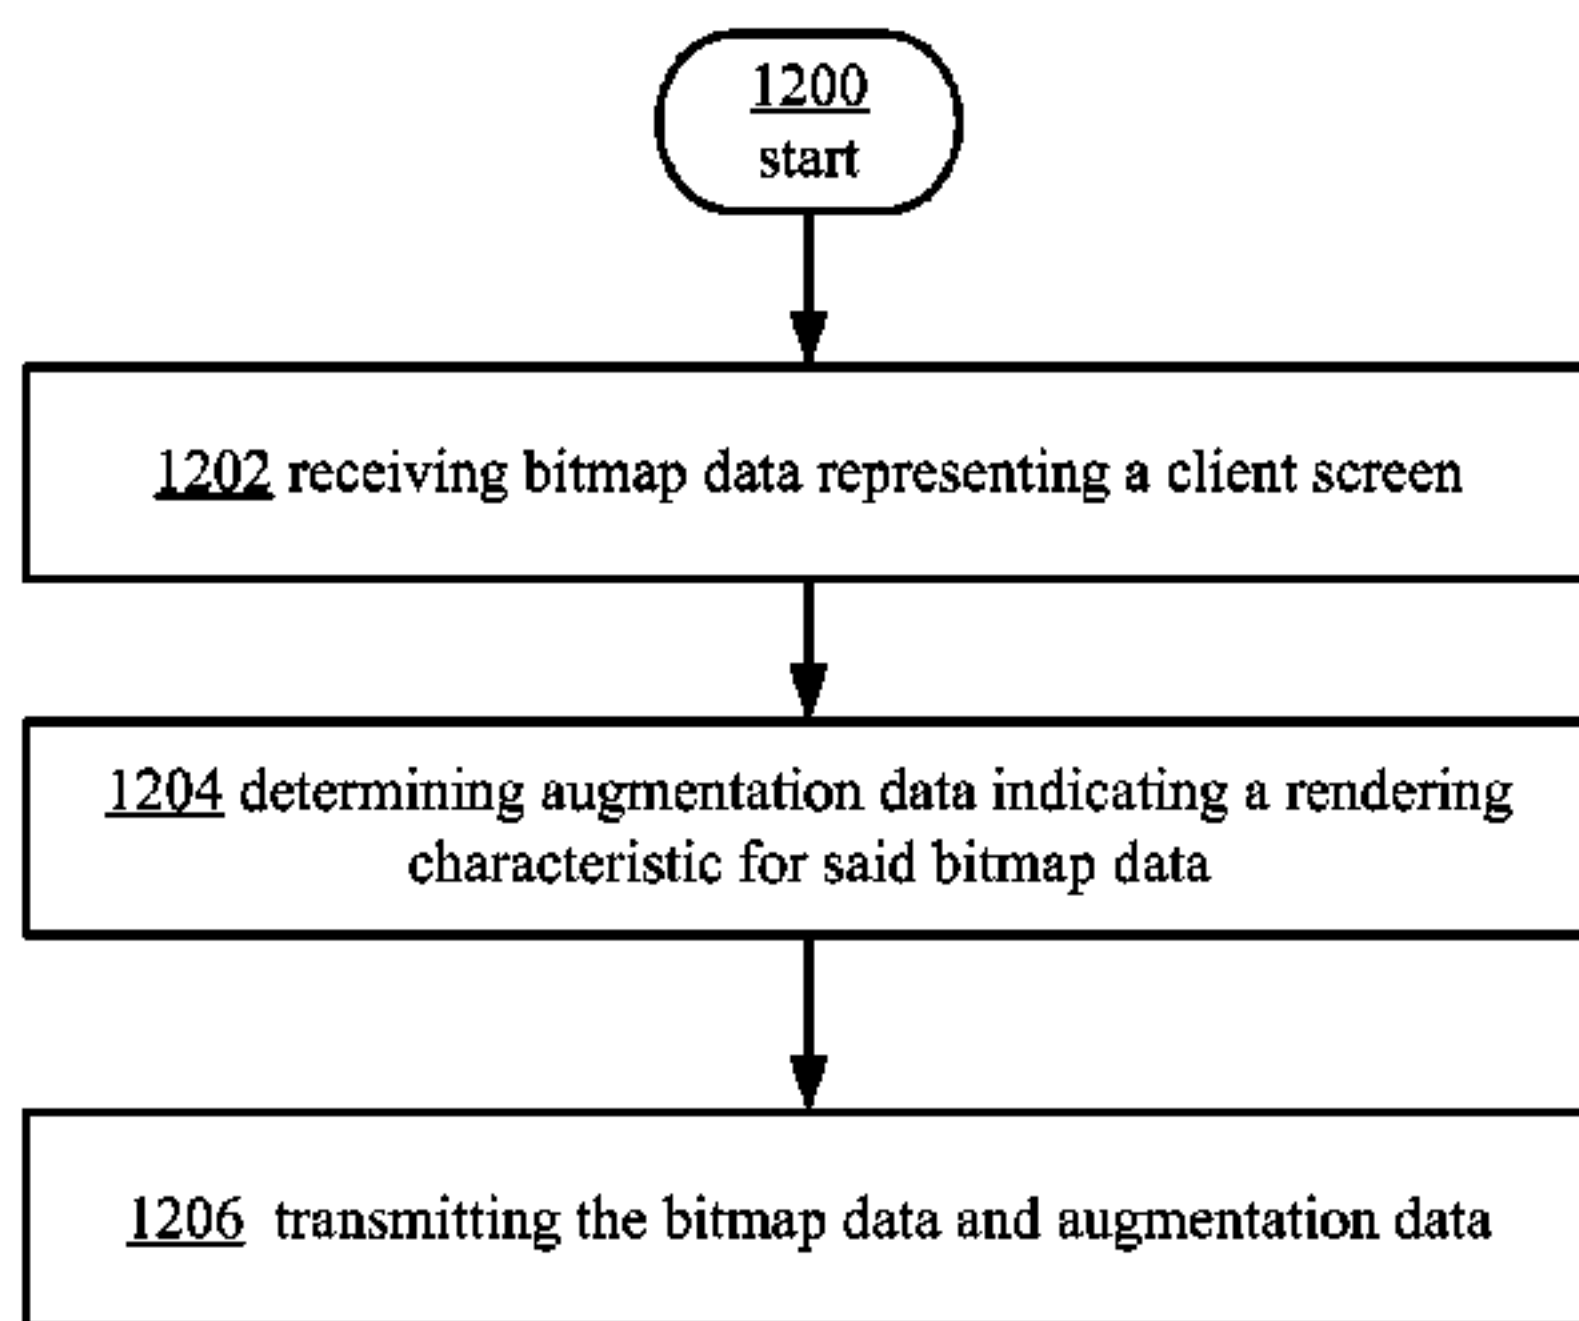 1200
start
1202 receiving bitmap data representing a client screen
1204 determining augmentation data indicating a rendering
characteristic for said bitmap data
1206 transmitting the bitmap data and augmentation data